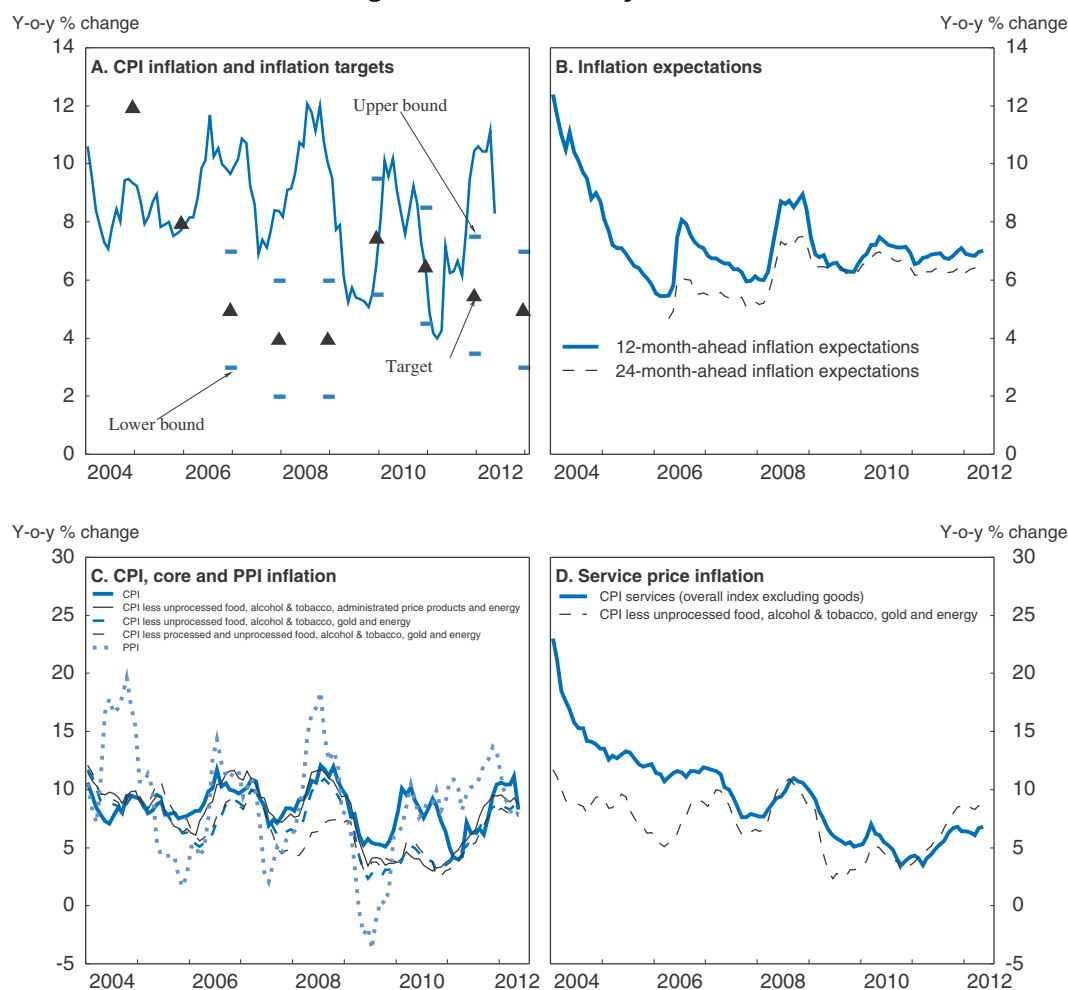 Y-o-y % change
Y-o-y % change
A. CPI inflation and inflation targets
B. Inflation expectations
14
12
10
8
6
4
2
0
Upper bound
Target
Lower bound
2004 2006 2008 2010 2012
14
12
10
8
6
4
2
0
12-month-ahead inflation expectations
24-month-ahead inflation expectations
2004 2006 2008 2010 2012
Y-o-y % change
Y-o-y % change
C. CPI, core and PPI inflation
CPI
CPI less unprocessed food, alcohol & tobacco, administrated price products and energy
CPI less unprocessed food, alcohol & tobacco, gold and energy
CPI less processed and unprocessed food, alcohol & tobacco, gold and energy
PPI
30
25
20
15
10
5
0
-5
2004 2006 2008 2010 2012
D. Service price inflation
CPI services (overall index excluding goods)
CPI less unprocessed food, alcohol & tobacco, gold and energy
30
25
20
15
10
5
0
-5
2004 2006 2008 2010 2012